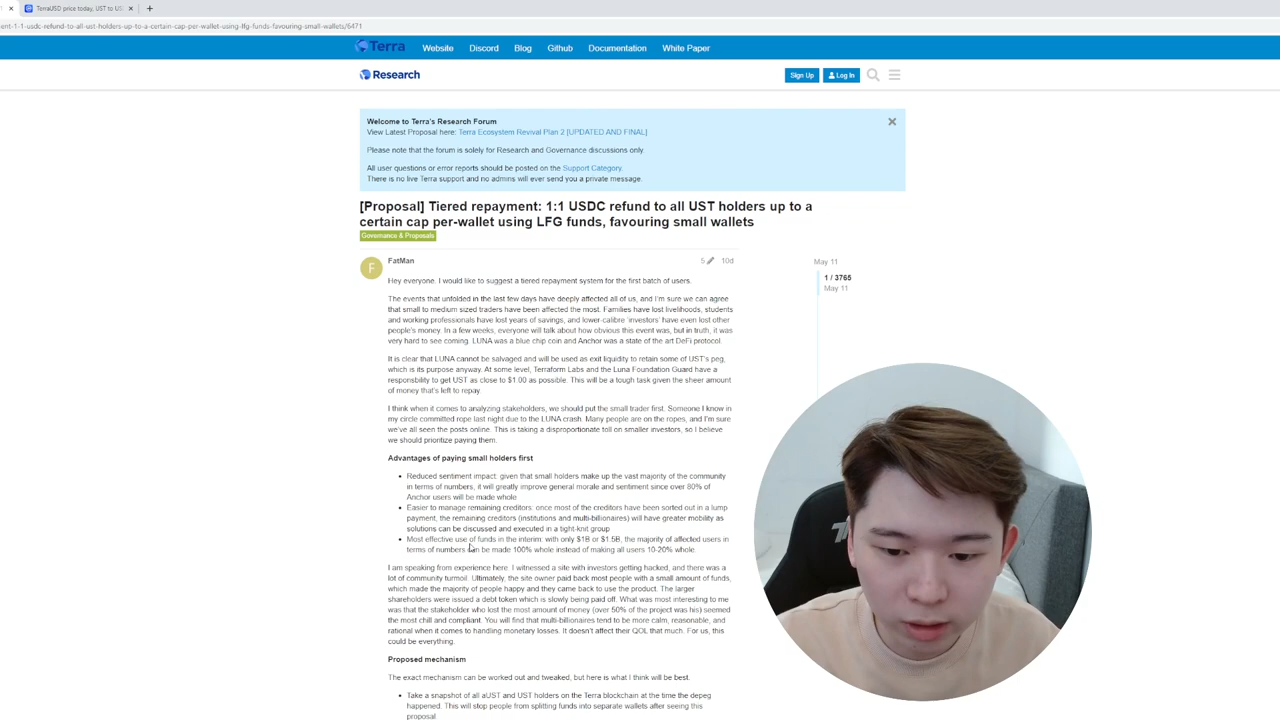 TerraUSD price today, UST to US
ent-1-1-usdc-refund-to-all-ust-holders-up-to-a-certain-cap-per-wallet-using-lfg-funds-favouring-small-wallets/6471
Terra
Website
Discord
Blog
Github
Documentation
White Paper
Research
Sign Up
Log In
Welcome to Terra's Research Forum
View Latest Proposal here: Terra Ecosystem Revival Plan 2 [UPDATED AND FINAL]
Please note that the forum is solely for Research and Governance discussions only
All user questions or error reports should be posted on the Support Category.
There is no live Terra support and no admins will ever send you a private message.
[Proposal] Tiered repayment: 1:1 USDC refund to all UST holders up to a
certain cap per-wallet using LFG funds, favouring small wallets
Governance & Proposals
F
FatMan
5
10d
May 11
1 / 3765
May 11
Hey everyone. I would like to suggest a tiered repayment system for the first batch of users.
The events that unfolded in the last few days have deeply affected all of us, and I'm sure we can agree
that small to medium sized traders have been affected the most. Families have lost livelihoods, students
and working professionals have lost years of savings, and lower-calibre 'investors' have even lost other
people's money. In a few weeks, everyone will talk about how obvious this event was, but in truth, it was
very hard to see coming. LUNA was a blue chip coin and Anchor was a state of the art DeFi protocol.
It is clear that LUNA cannot be salvaged and will be used as exit liquidity to retain some of UST's peg,
which is its purpose anyway. At some level, Terraform Labs and the Luna Foundation Guard have a
responsbility to get UST as close to $1.00 as possible. This will be a tough task given the sheer amount
of money that's left to repay.
I think when it comes to analyzing stakeholders, we should put the small trader first. Someone I know in
my circle committed rope last night due to the LUNA crash. Many people are on the ropes, and I'm sure
we've all seen the posts online. This is taking a disproportionate toll on smaller investors, so I believe
we should prioritize paying them.
Advantages of paying small holders first
Reduced sentiment impact: given that small holders make up the vast majority of the community
in terms of numbers, it will greatly improve general morale and sentiment since over 80% of
Anchor users will be made whole
Easier to manage remaining creditors: once most of the creditors have been sorted out in a lump
payment, the remaining creditors (institutions and multi-billionaires) will have greater mobility as
solutions can be discussed and executed in a tight-knit group
Most effective use of funds in the interim: with only $1B or $1.5B, the majority of affected users in
terms of numbers can be made 100% whole instead of making all users 10-20% whole.
I am speaking from experience here. I witnessed a site with investors getting hacked, and there was a
lot of community turmoil. Ultimately, the site owner paid back most people with a small amount of funds,
which made the majority of people happy and they came back to use the product. The larger
shareholders were issued a debt token which is slowly being paid off. What was most interesting to me
was that the stakeholder who lost the most amount of money (over 50% of the project was his) seemed
the most chill and compliant. You will find that multi-billionaires tend to be more calm, reasonable, and
rational when it comes to handling monetary losses. It doesn't affect their QOL that much. For us, this
could be everything.
Proposed mechanism
The exact mechanism can be worked out and tweaked, but here is what I think will be best.
Take a snapshot of all aUST and UST holders on the Terra blockchain at the time the depeg
happened. This will stop people from splitting funds into separate wallets after seeing this
proposal